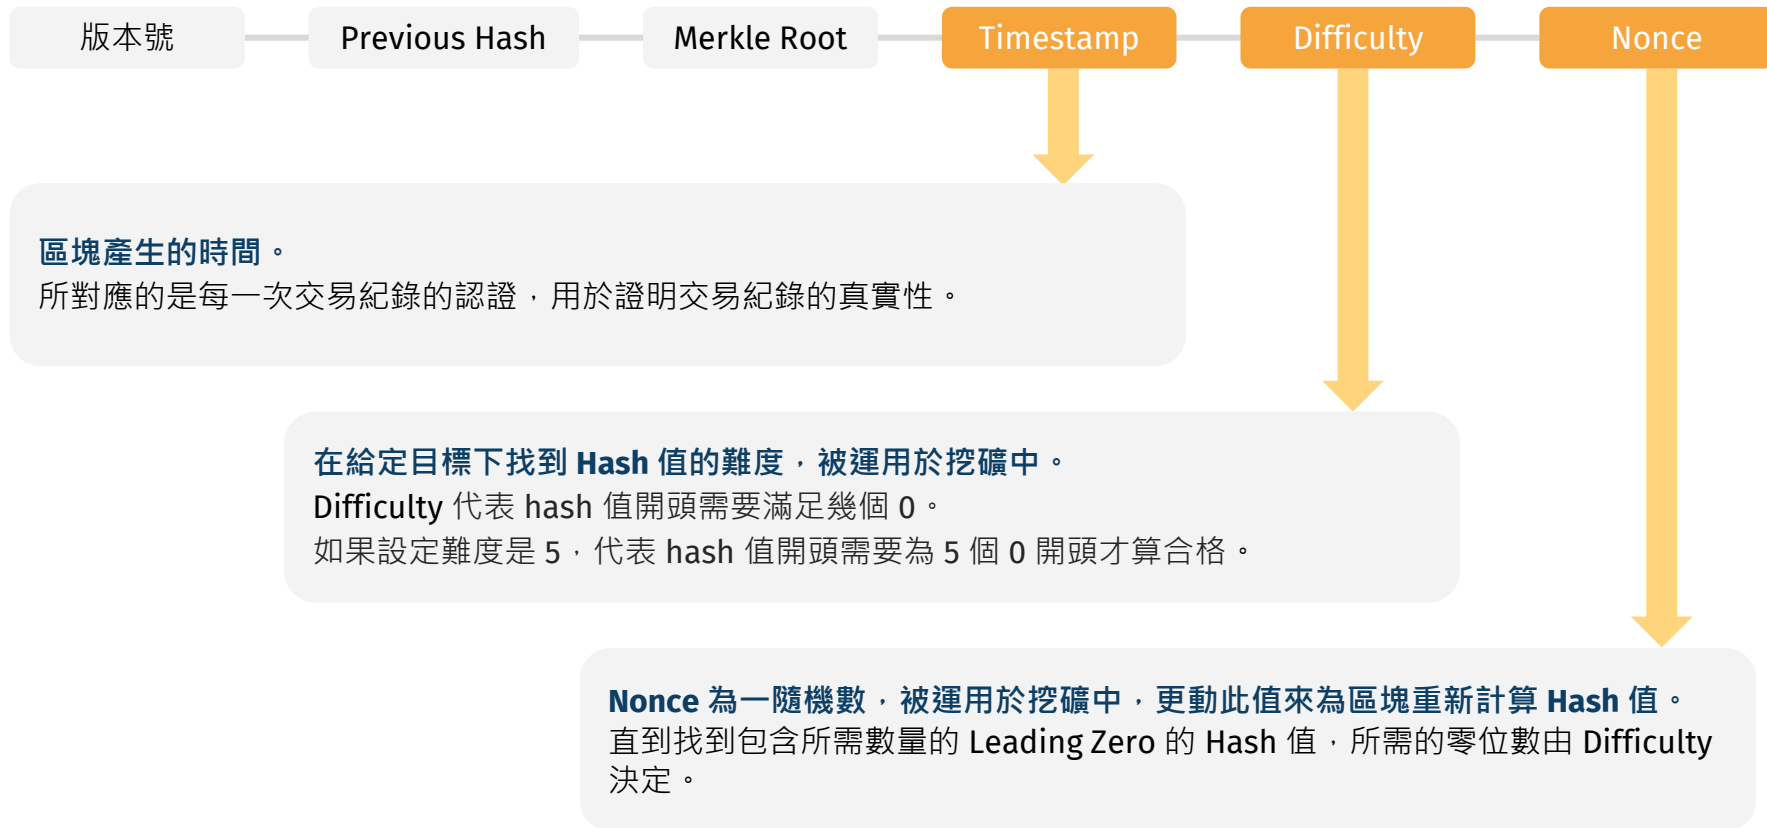 版本號
Previous Hash
Merkle Root
Timestamp
Difficulty
Nonce
區塊產生的時間。
所對應的是每一次交易紀錄的認證，用於證明交易紀錄的真實性。
在給定目標下找到 Hash 值的難度，被運用於挖礦中。
Difficulty 代表 hash 值開頭需要滿足幾個 0。
如果設定難度是 5，代表 hash 值開頭需要為 5 個 0 開頭才算合格。
Nonce 為一隨機數，被運用於挖礦中，更動此值來為區塊重新計算 Hash 值。
直到找到包含所需數量的 Leading Zero 的 Hash 值，所需的零位數由 Difficulty
決定。